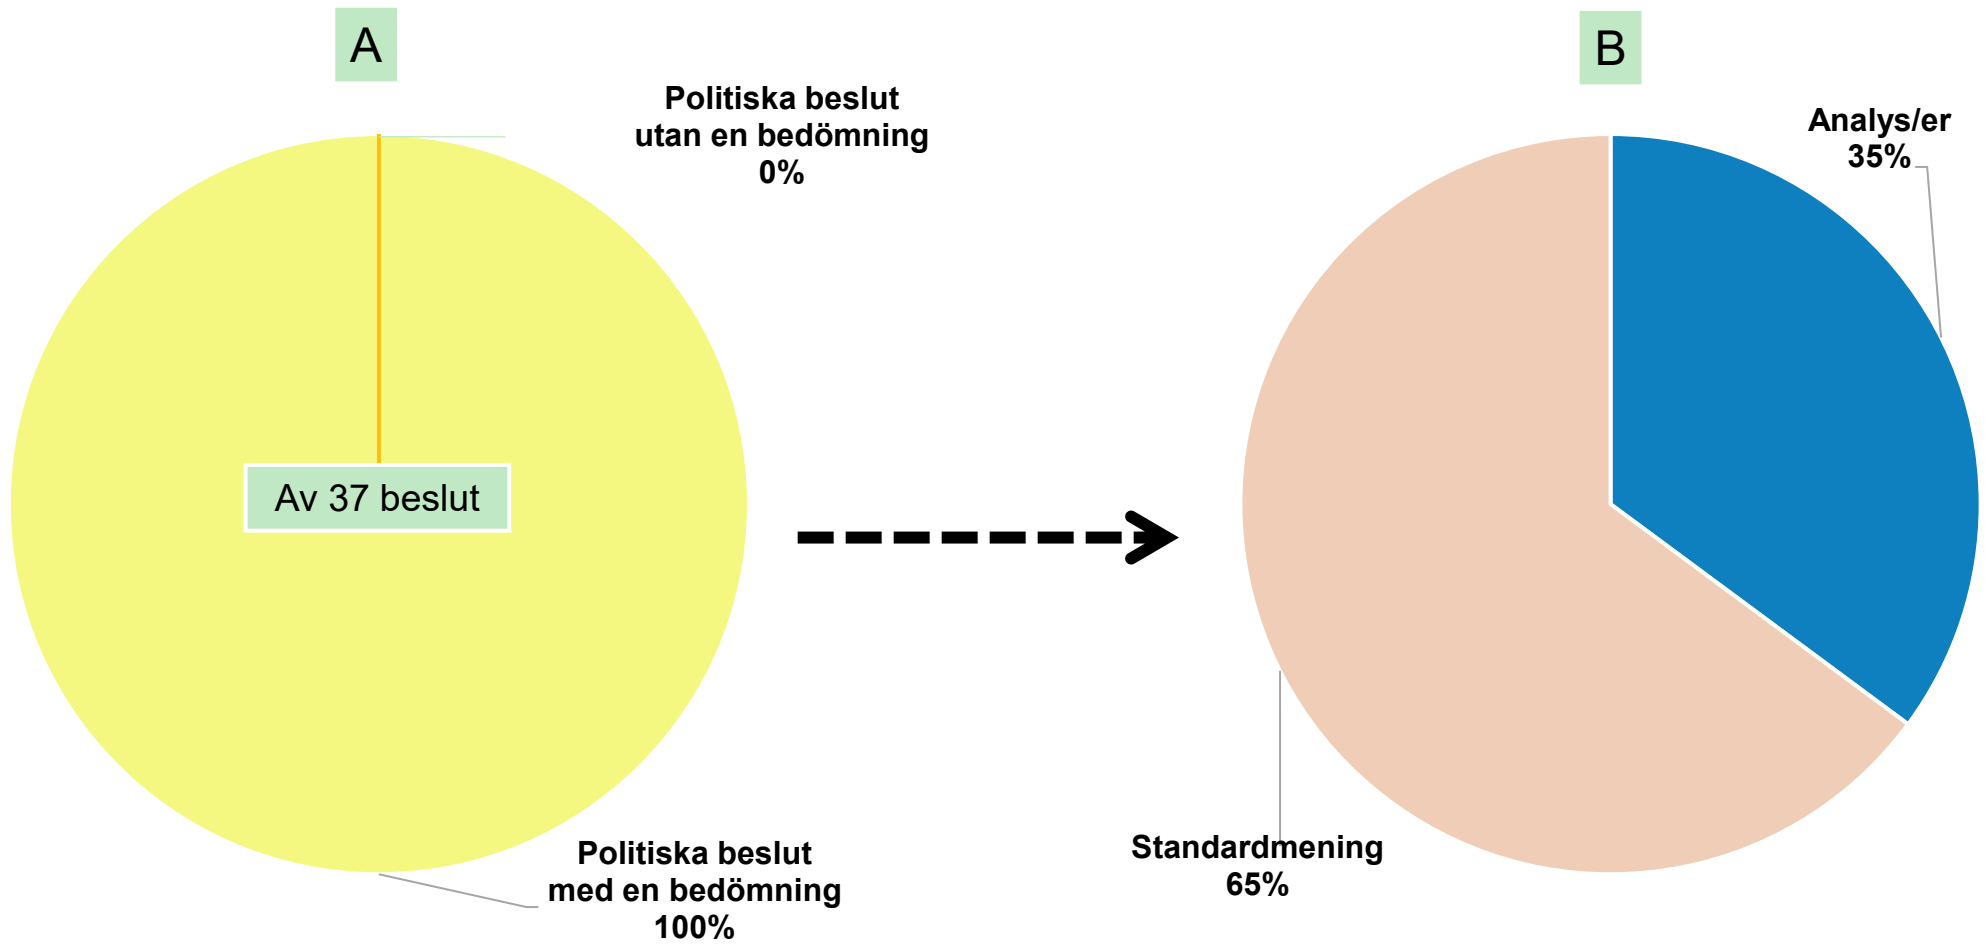 A
Politiska beslut
utan en bedömning
0%
Av 37 beslut
Politiska beslut
med en bedömning
100%
B
Analys/er
35%
Standardmening
65%